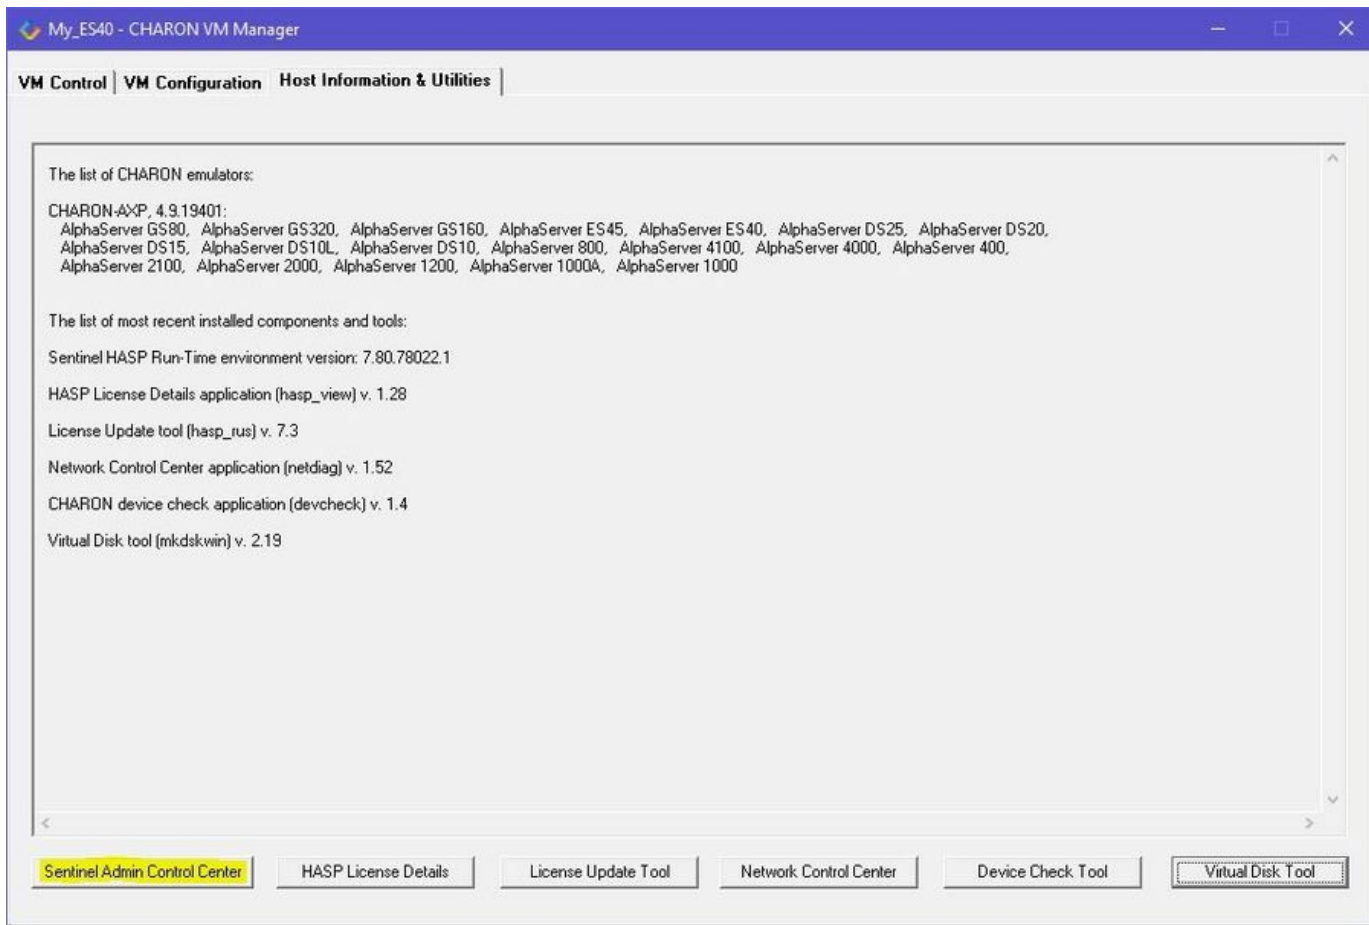 My_ES40 - CHARON VM Manager
VM Control VM Configuration Host Information & Utilities
The list of CHARON emulators:
CHARON-AXP, 4.9.19401:
AlphaServer GS80, AlphaServer GS320, AlphaServer GS160, AlphaServer ES45, AlphaServer ES40, AlphaServer DS25, AlphaServer DS20,
AlphaServer DS15, AlphaServer DS10L, AlphaServer DS10, AlphaServer 800, AlphaServer 4100, AlphaServer 4000, AlphaServer 400,
AlphaServer 2100, AlphaServer 2000, AlphaServer 1200, AlphaServer 1000A, AlphaServer 1000
The list of most recent installed components and tools:
Sentinel HASP Run-Time environment version: 7.80.78022.1
HASP License Details application (hasp_view) v. 1.28
License Update tool (hasp_rus) v. 7.3
Network Control Center application (netdiag) v. 1.52
CHARON device check application (devcheck) v. 1.4
Virtual Disk tool (mkdskwin) v. 2.19
Sentinel Admin Control Center HASP License Details License Update Tool Network Control Center Device Check Tool Virtual Disk Tool